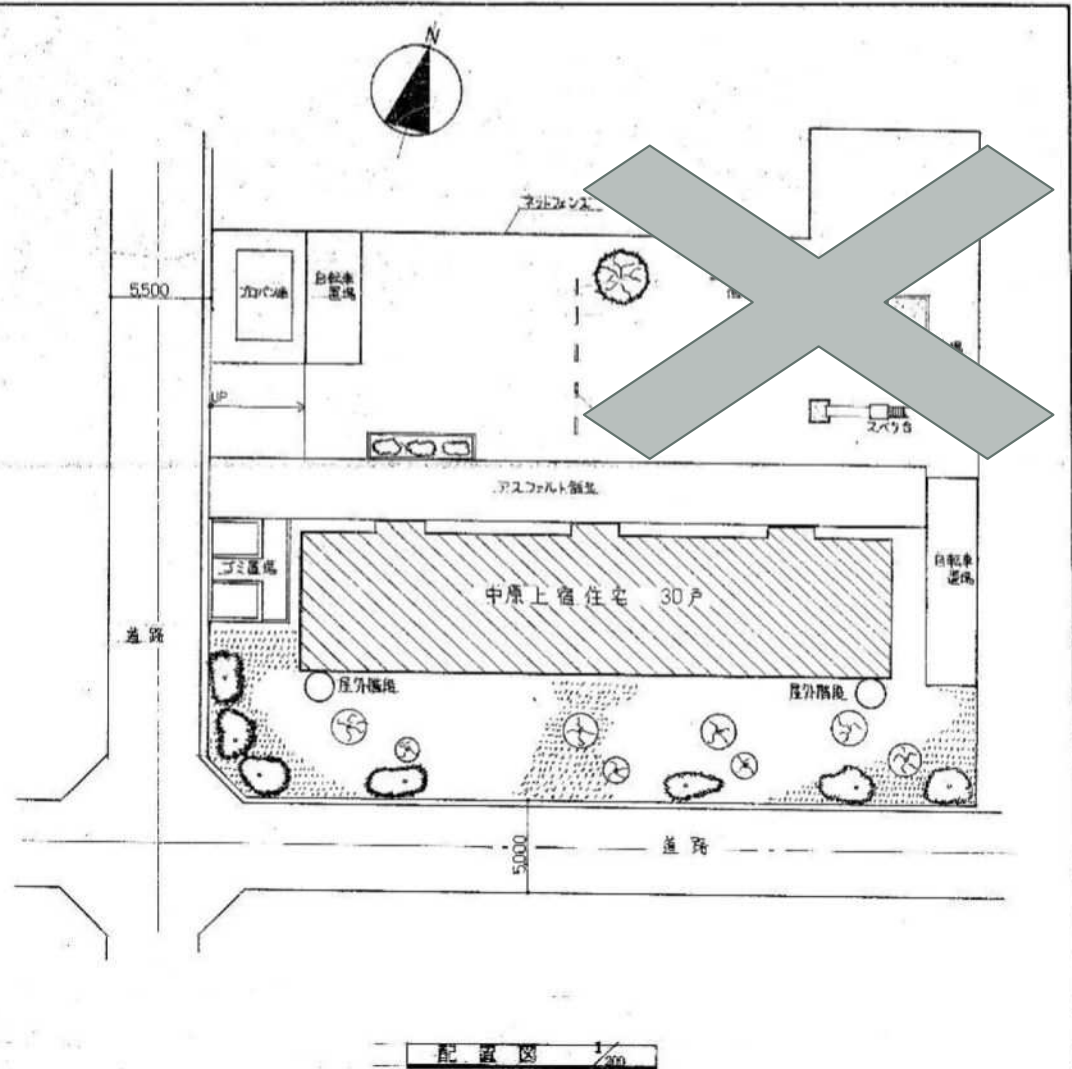 N
ネットフェンス
プロパン庫
自転車
置場
5,500
UP
場
スベリ台
アスファルト舗装
ゴミ置場
中原上宿住宅 30戸
自転車
置場
道路
屋外階段
屋外階段
5,000
道路
配置図 1/200